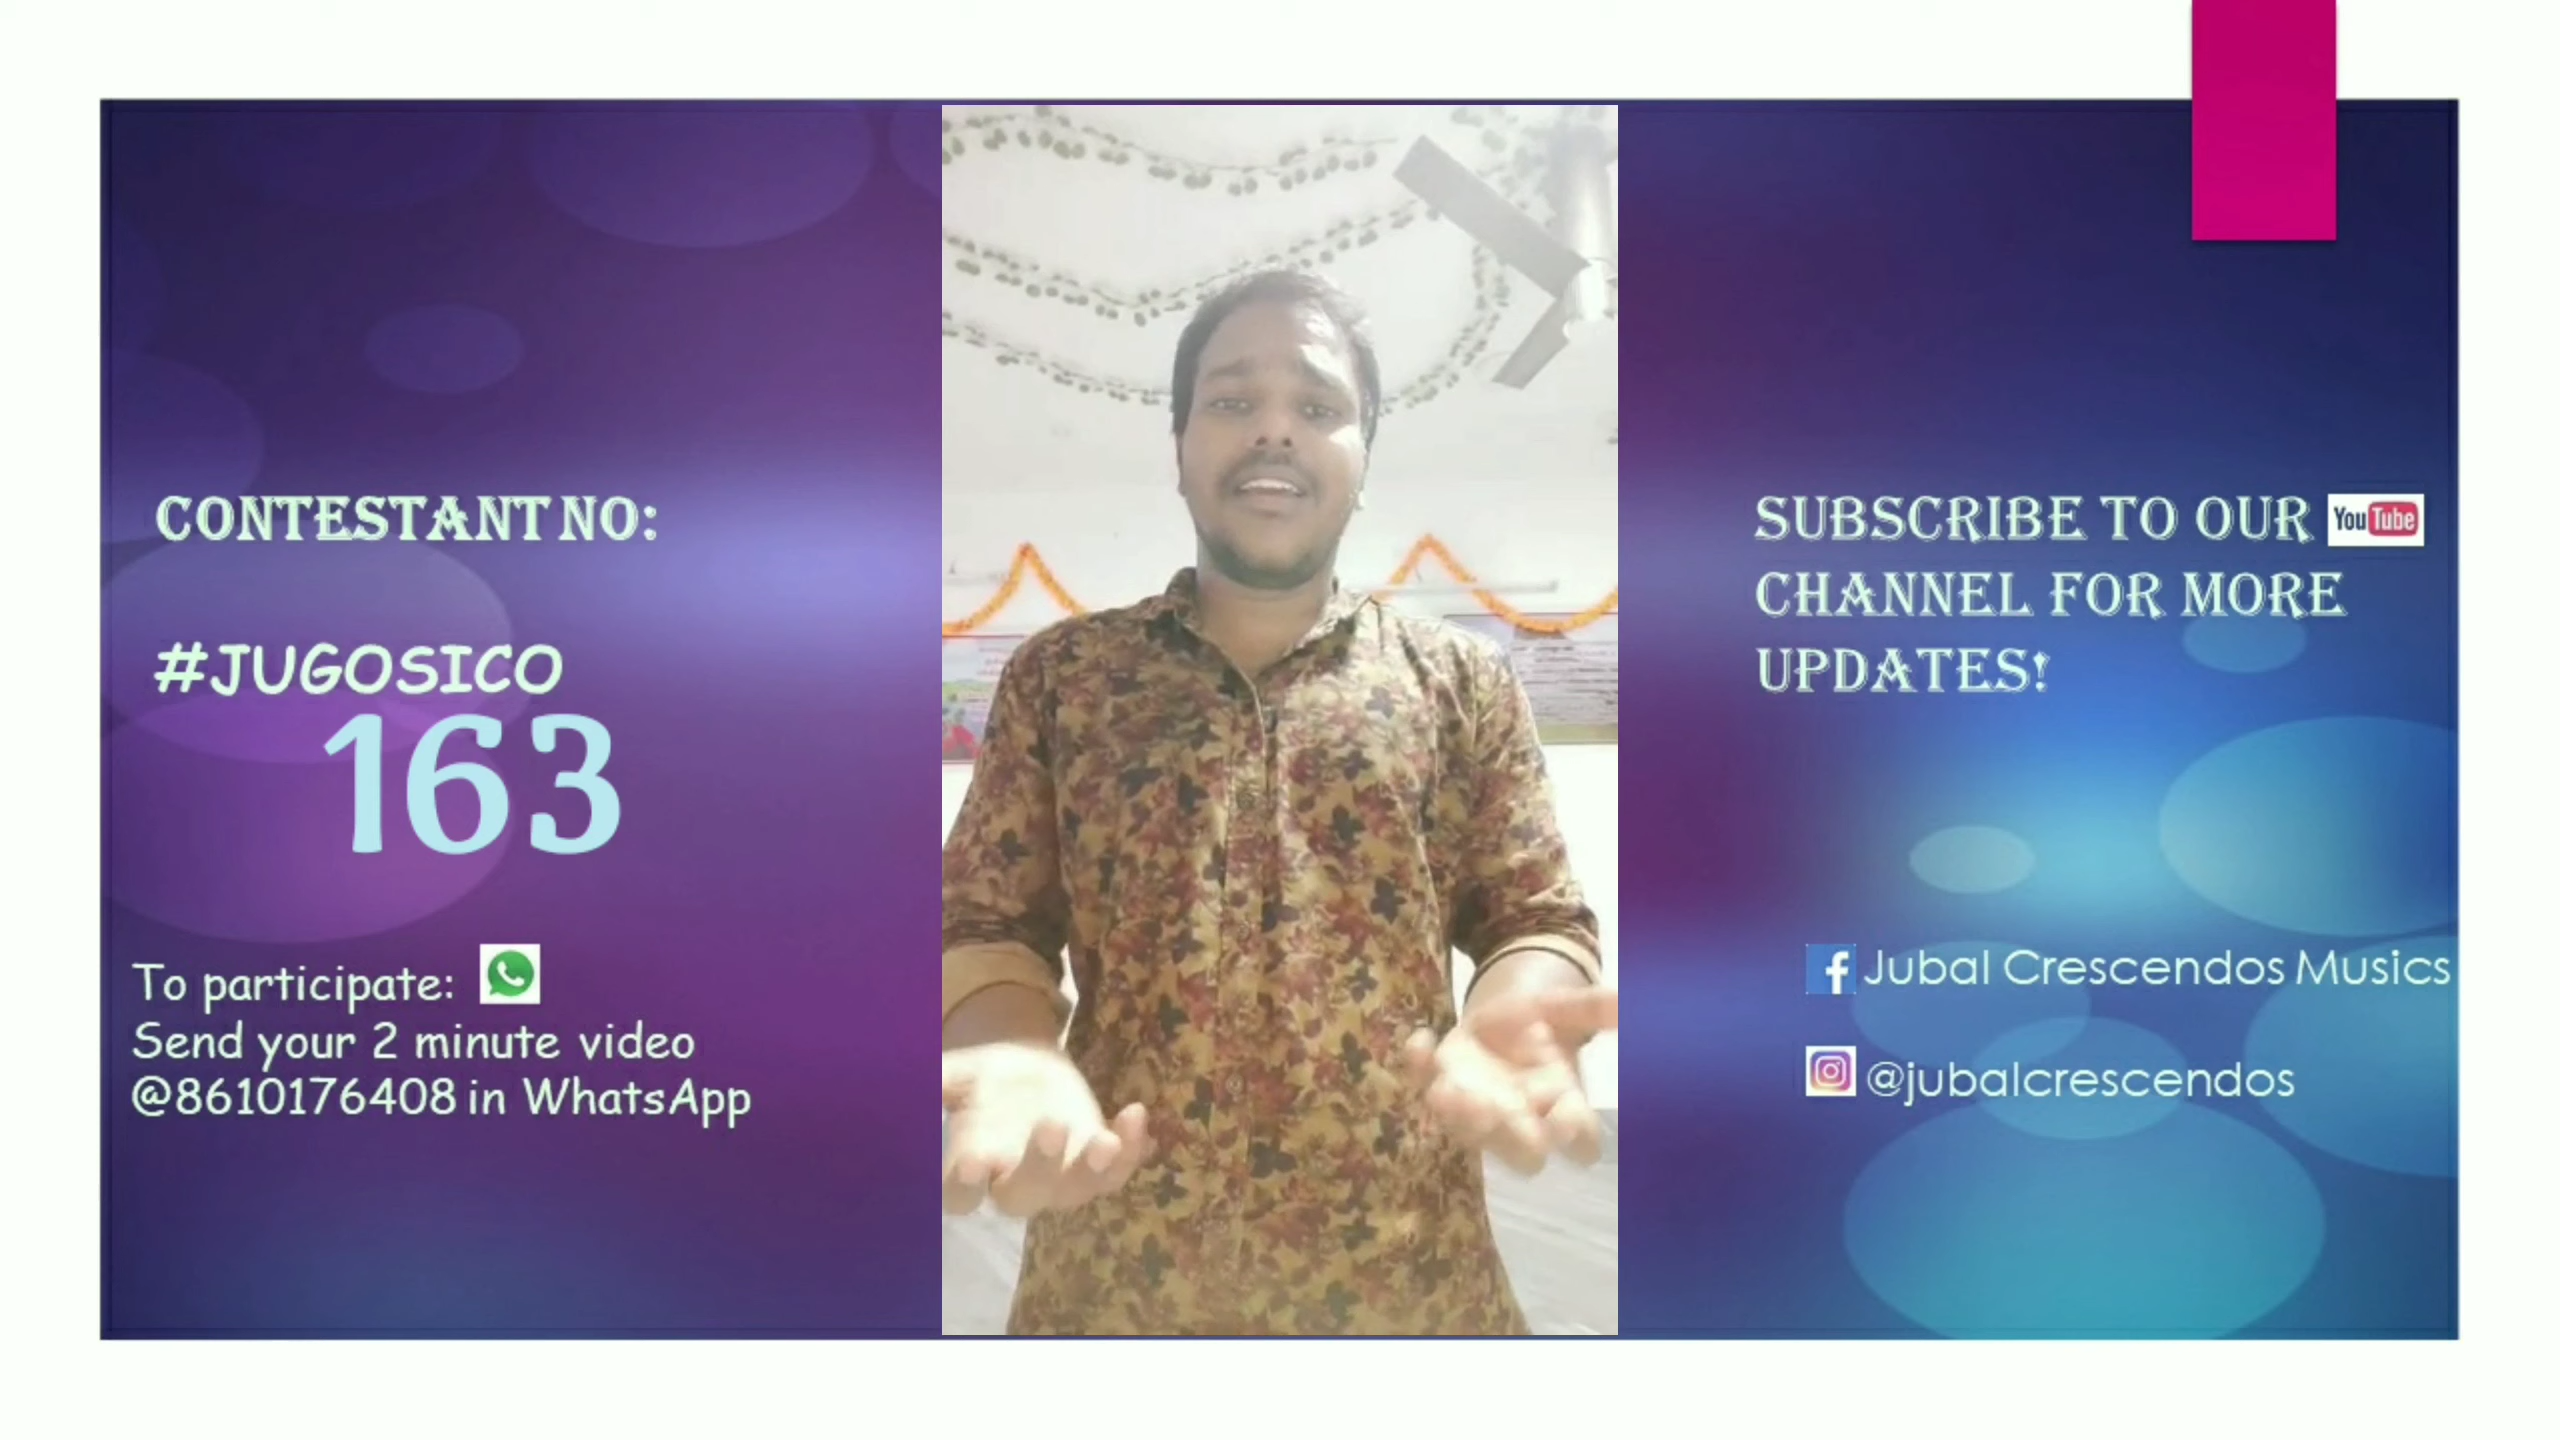 CONTESTANT NO:
#JUGOSICO
163
To participate:
Send your 2 minute video
@8610176408 in WhatsApp
SUBSCRIBE TO OUR YouTube
CHANNEL FOR MORE
UPDATES!
f Jubal Crescendos Musics
@jubalcrescendos